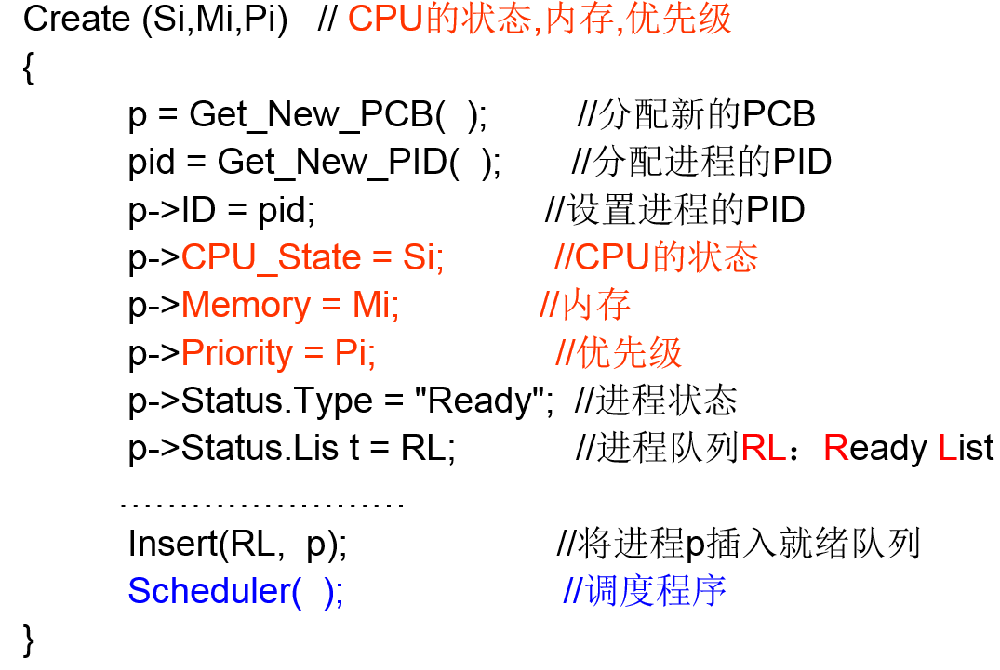 Create (Si,Mi,Pi)   // CPU的状态,内存,优先级
{
p = Get_New_PCB(  );   //分配新的PCB
pid = Get_New_PID(  );   //分配进程的PID
p->ID = pid;   //设置进程的PID
p->CPU_State = Si;   //CPU的状态
p->Memory = Mi;   //内存
p->Priority = Pi;   //优先级
p->Status.Type = "Ready";  //进程状态
p->Status.Lis t = RL;   //进程队列RL：Ready List
........................
Insert(RL,  p);   //将进程p插入就绪队列
Scheduler(  );   //调度程序
}